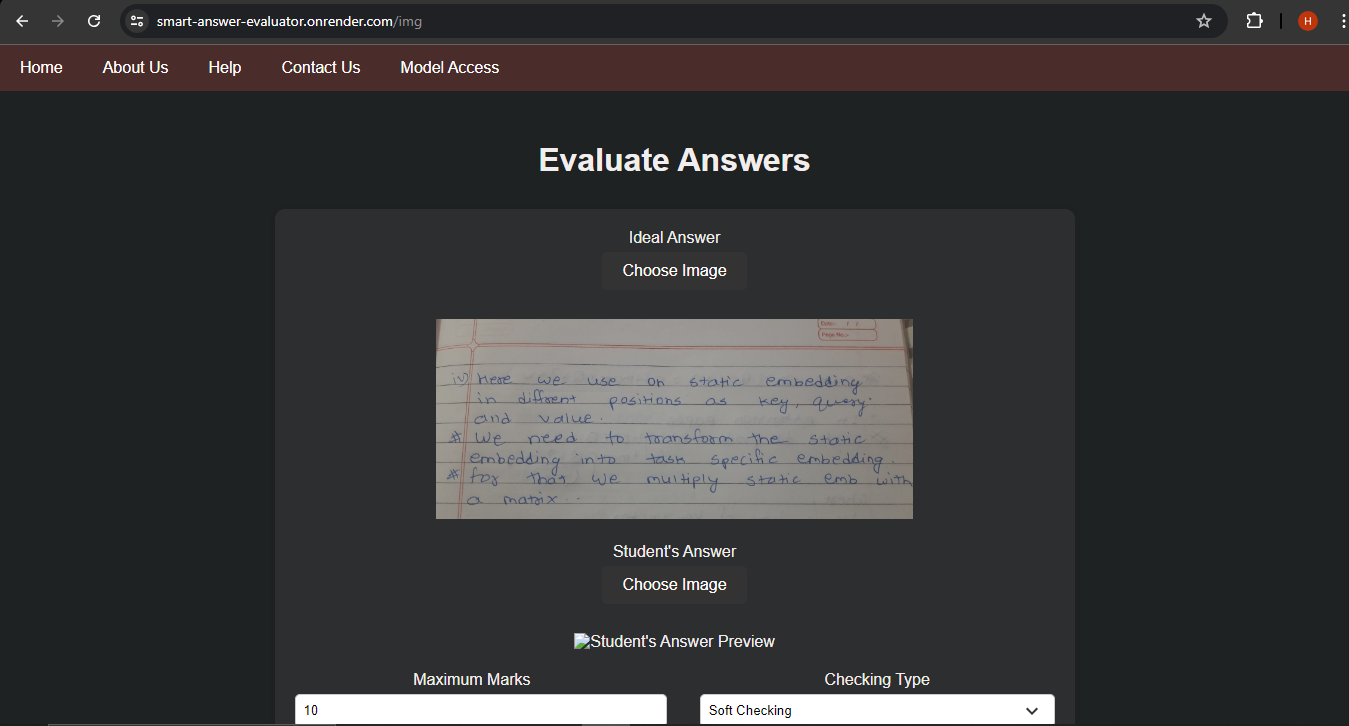 smart-answer-evaluator.onrender.com/img
H
Home About Us Help Contact Us Model Access
Evaluate Answers
Ideal Answer
Choose Image
Date: / /
Page No:-
iv) Here we use on static embedding
in diffrent positions as key, query
and value.
* We need to transform the static
embedding into task specific embedding.
* for that we multiply static emb with
a matrix..
Student's Answer
Choose Image
Student's Answer Preview
Maximum Marks Checking Type
10 Soft Checking